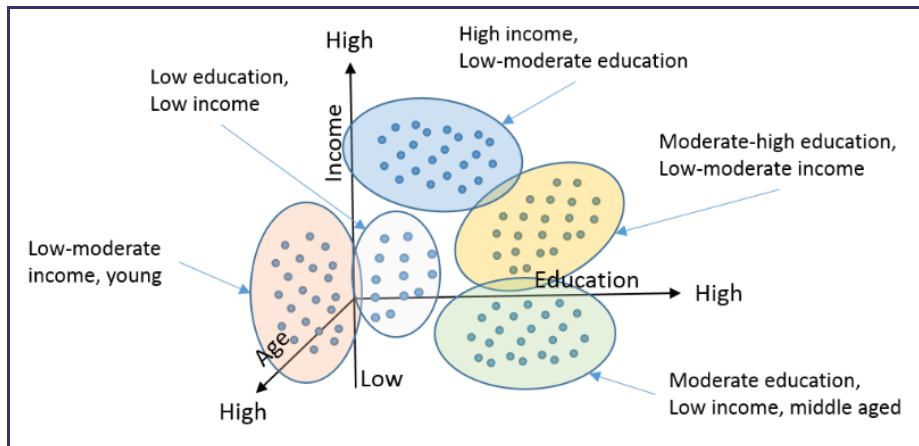 High
High income,
Low-moderate education
Low education,
Low income
Income
Moderate-high education,
Low-moderate income
Low-moderate
income, young
Education
High
Age
Low
High
Moderate education,
Low income, middle aged